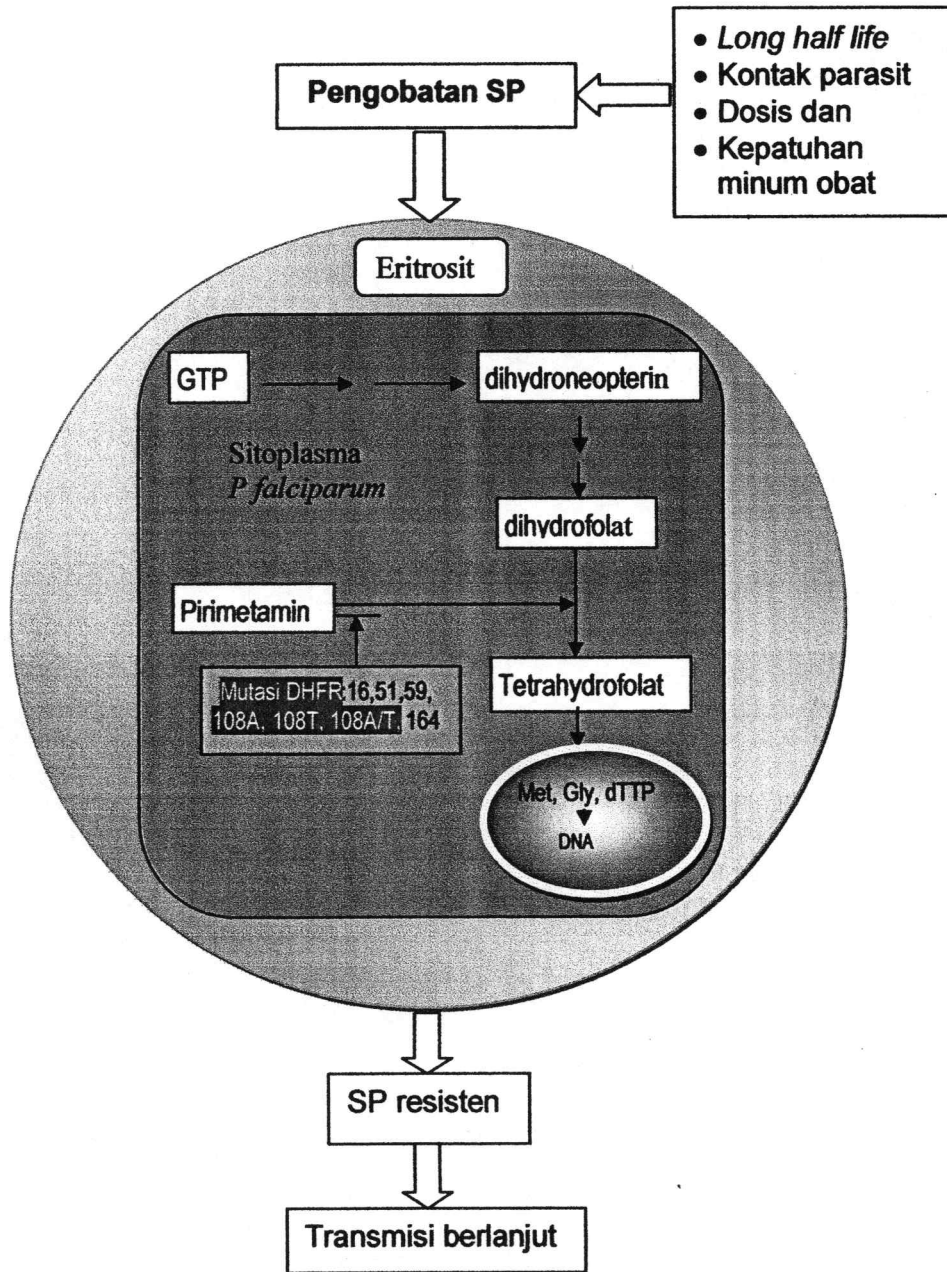 • Long half life
• Kontak parasit
• Dosis dan
• Kepatuhan
minum obat
Pengobatan SP
Eritrosit
GTP
dihydroneopterin
Sitoplasma
P falciparum
dihydrofolat
Pirimetamin
Mutasi DHFR:16,51,59,
108A, 108T, 108A/T, 164
Tetrahydrofolat
Met, Gly, dTTP
DNA
SP resisten
Transmisi berlanjut